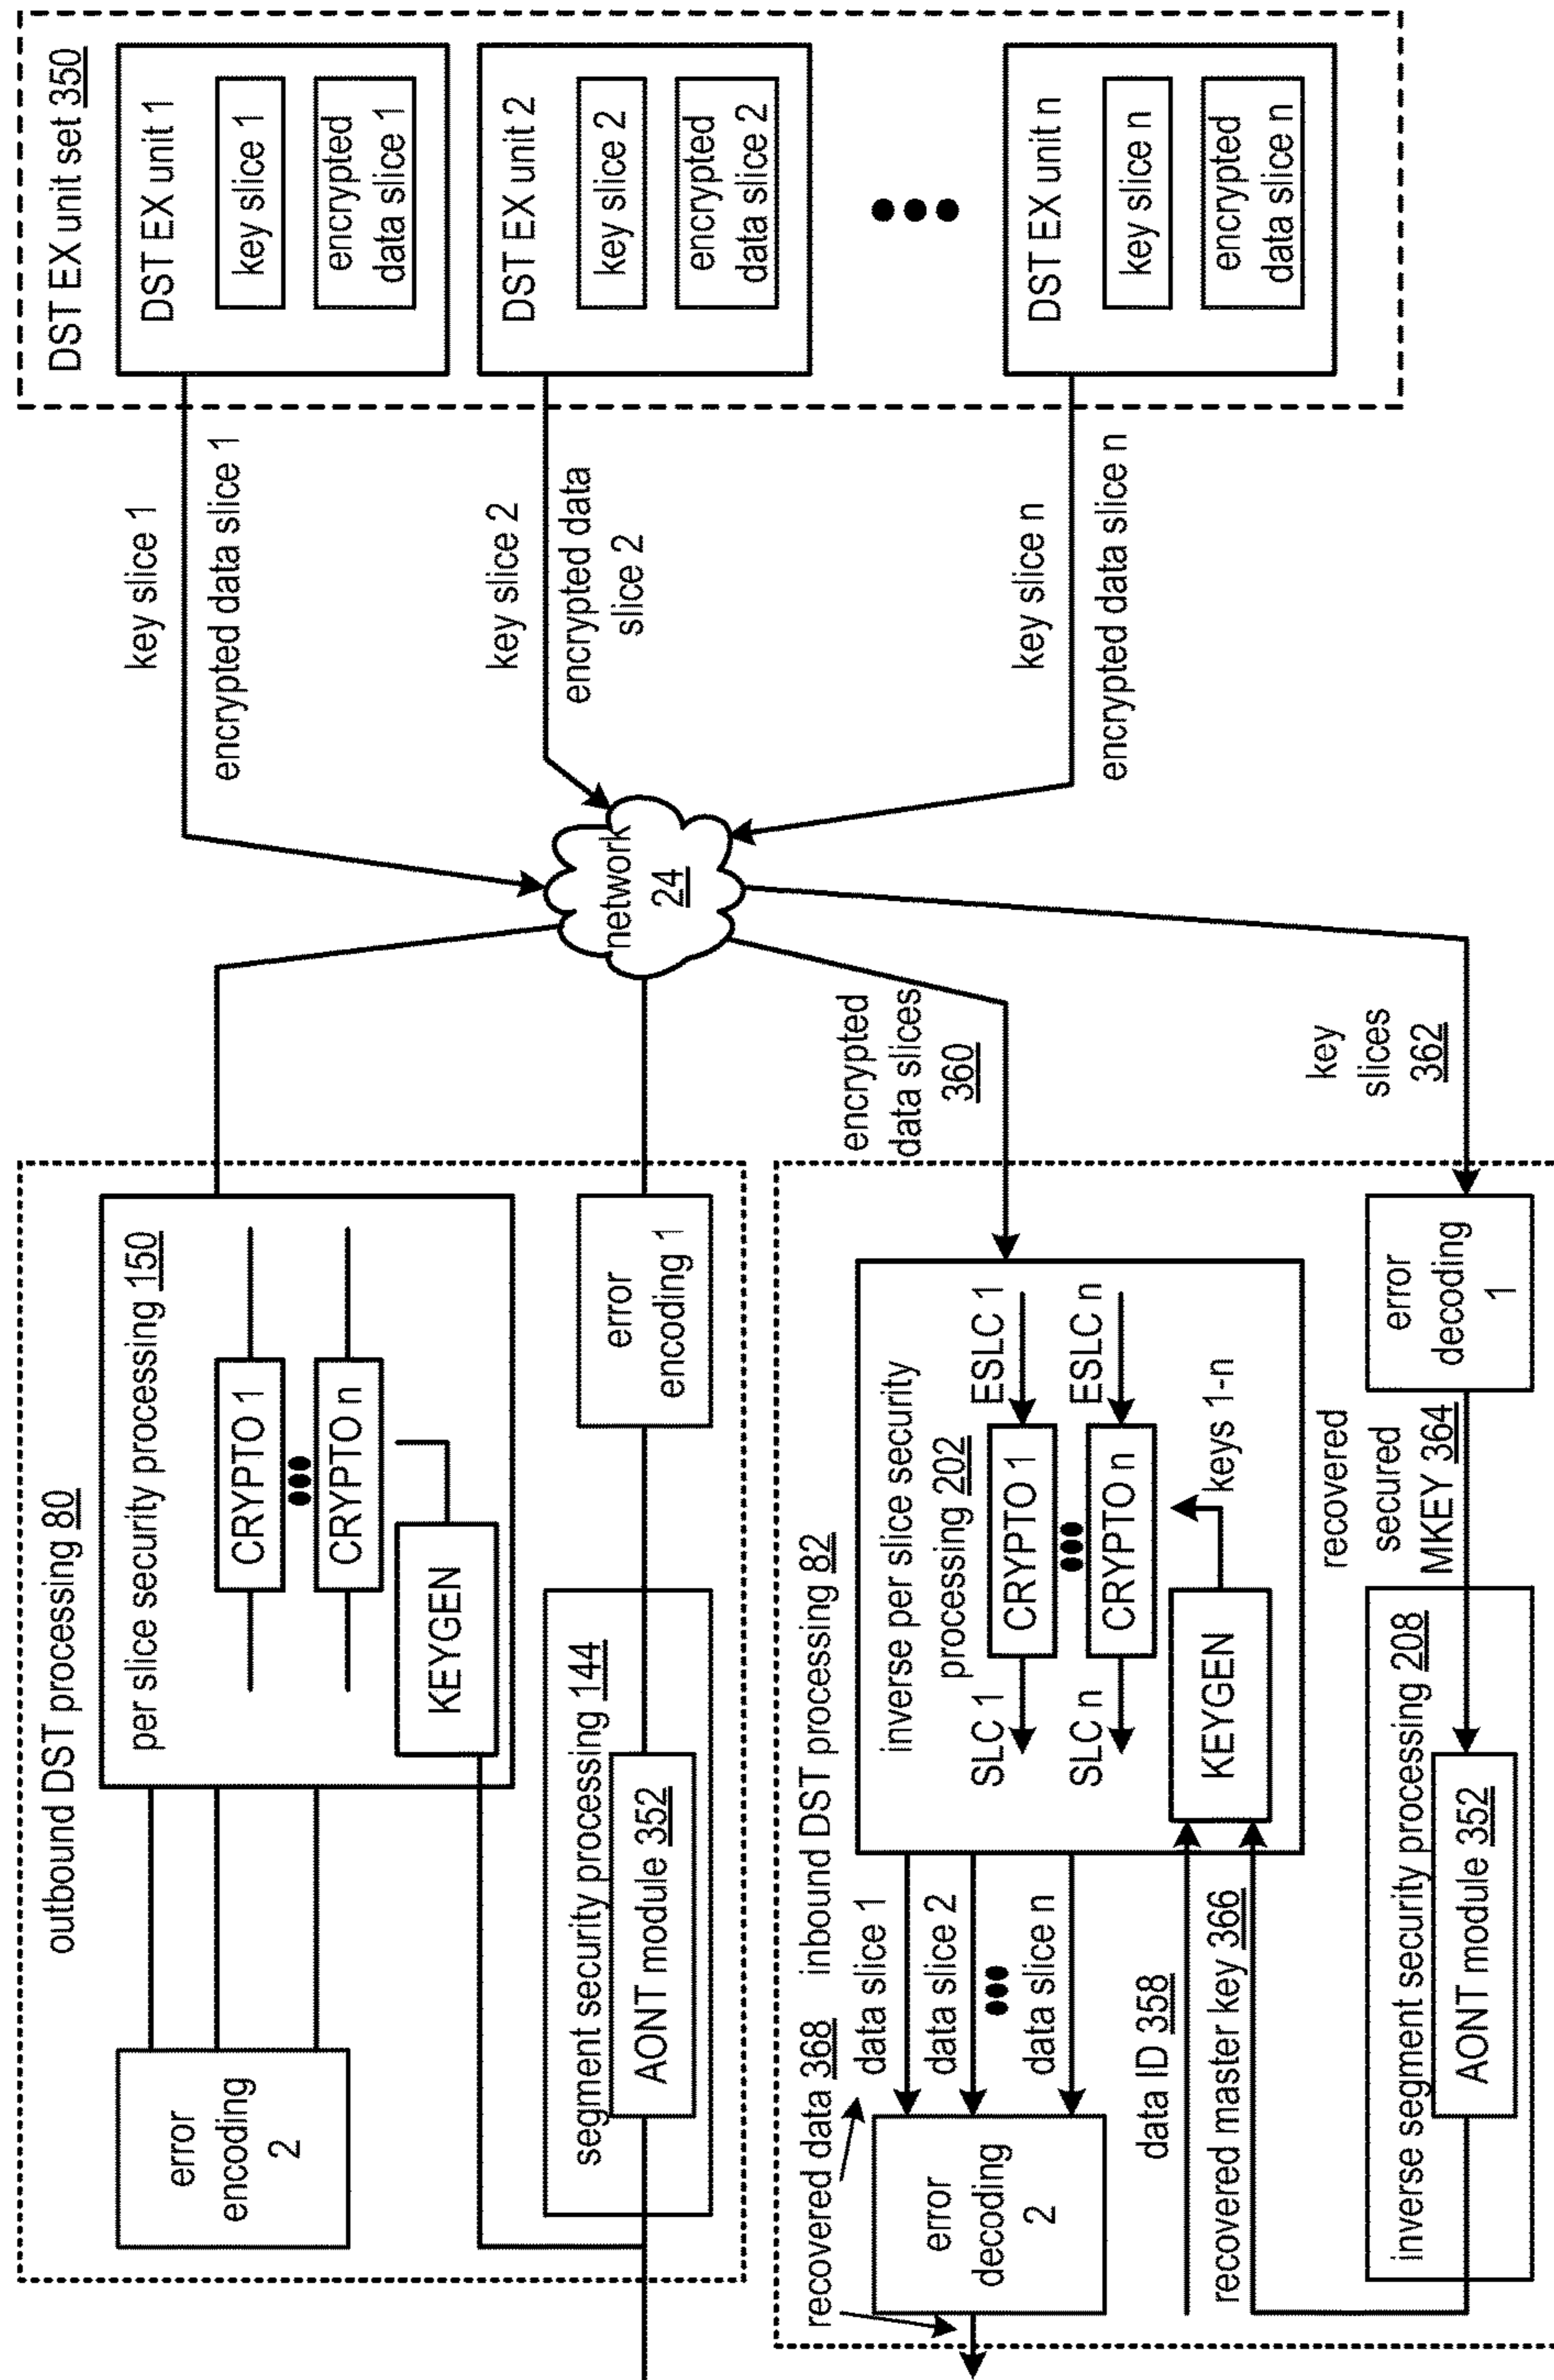 outbound DST processing 80
error
encoding
2
per slice security processing 150
CRYPTO 1
CRYPTO n
KEYGEN
segment security processing 144
AONT module 352
error
encoding 1
network
24
key slice 1
encrypted data slice 1
key slice 2
encrypted data
slice 2
key slice n
encrypted data slice n
DST EX unit set 350
DST EX unit 1
key slice 1
encrypted
data slice 1
DST EX unit 2
key slice 2
encrypted
data slice 2
DST EX unit n
key slice n
encrypted
data slice n
inbound DST processing 82
recovered data 368
error
decoding
2
data slice 1
data slice 2
data slice n
data ID 358
recovered master key 366
inverse per slice security
processing 202
SLC 1
CRYPTO 1
ESLC 1
SLC n
CRYPTO n
ESLC n
KEYGEN
keys 1-n
encrypted
data slices
360
key
slices
362
inverse segment security processing 208
AONT module 352
recovered
secured
MKEY 364
error
decoding
1